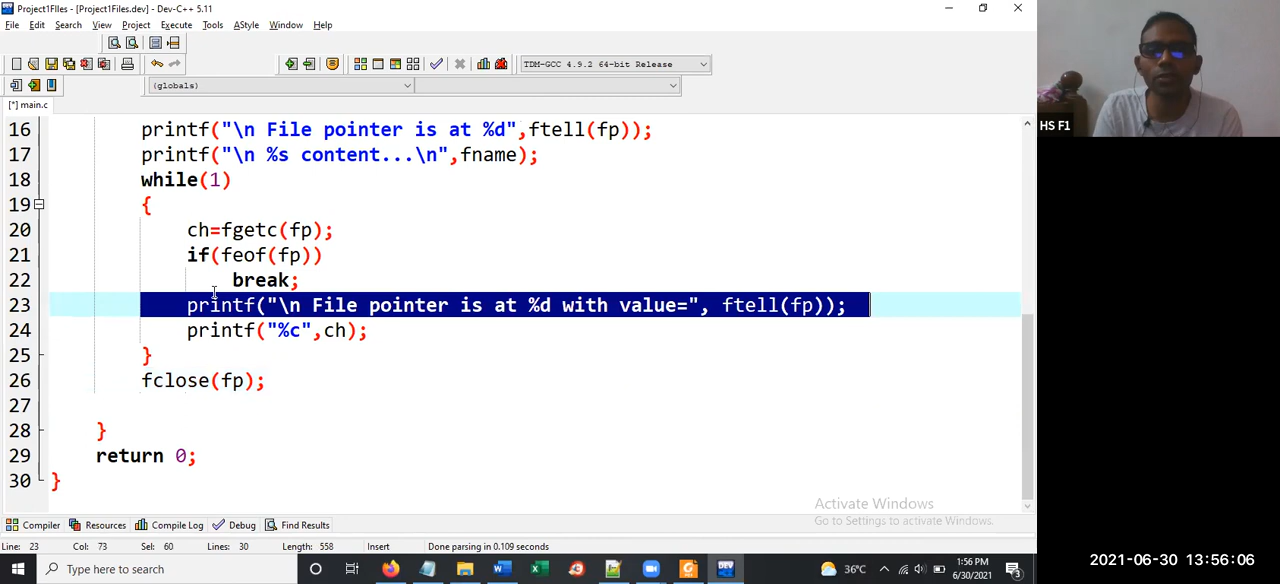 Project1FIles - [Project1Files.dev] - Dev-C++ 5.11
File Edit Search View Project Execute Tools AStyle Window Help
TDM-GCC 4.9.2 64-bit Release
(globals)
[*] main.c
16 printf("\n File pointer is at %d",ftell(fp));
17 printf("\n %s content...\n",fname);
18 while(1)
19 {
20 ch=fgetc(fp);
21 if(feof(fp))
22 break;
23 printf("\n File pointer is at %d with value=", ftell(fp));
24 printf("%c",ch);
25 }
26 fclose(fp);
27
28 }
29 return 0;
30 }
HS F1
Activate Windows
Go to Settings to activate Windows.
Compiler Resources Compile Log Debug Find Results
Line: 23 Col: 73 Sel: 60 Lines: 30 Length: 558 Insert Done parsing in 0.109 seconds
Type here to search
DEV
36°C
1:56 PM
6/30/2021
3
2021-06-30 13:56:06